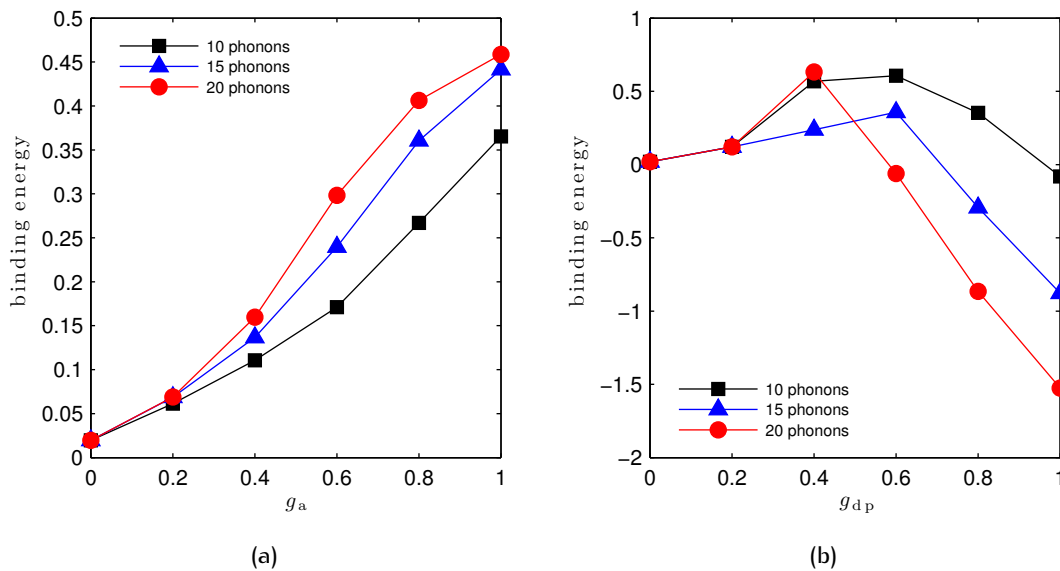 0.5
0.45
0.4
0.35
0.3
0.25
0.2
0.15
0.1
0.05
0
binding energy
10 phonons
15 phonons
20 phonons
0 0.2 0.4 0.6 0.8 1
g_a
(a)
1
0.5
0
−0.5
−1
−1.5
−2
binding energy
10 phonons
15 phonons
20 phonons
0 0.2 0.4 0.6 0.8 1
g_dp
(b)